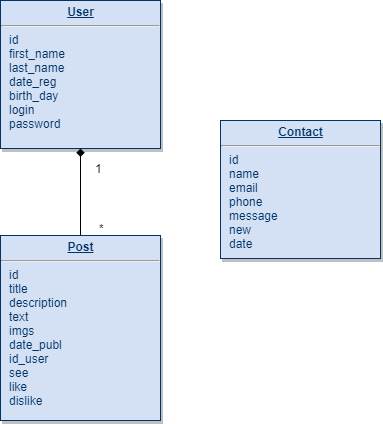 User
id
first_name
last_name
date_reg
birth_day
login
password
1
*
Post
id
title
description
text
imgs
date_publ
id_user
see
like
dislike
Contact
id
name
email
phone
message
new
date